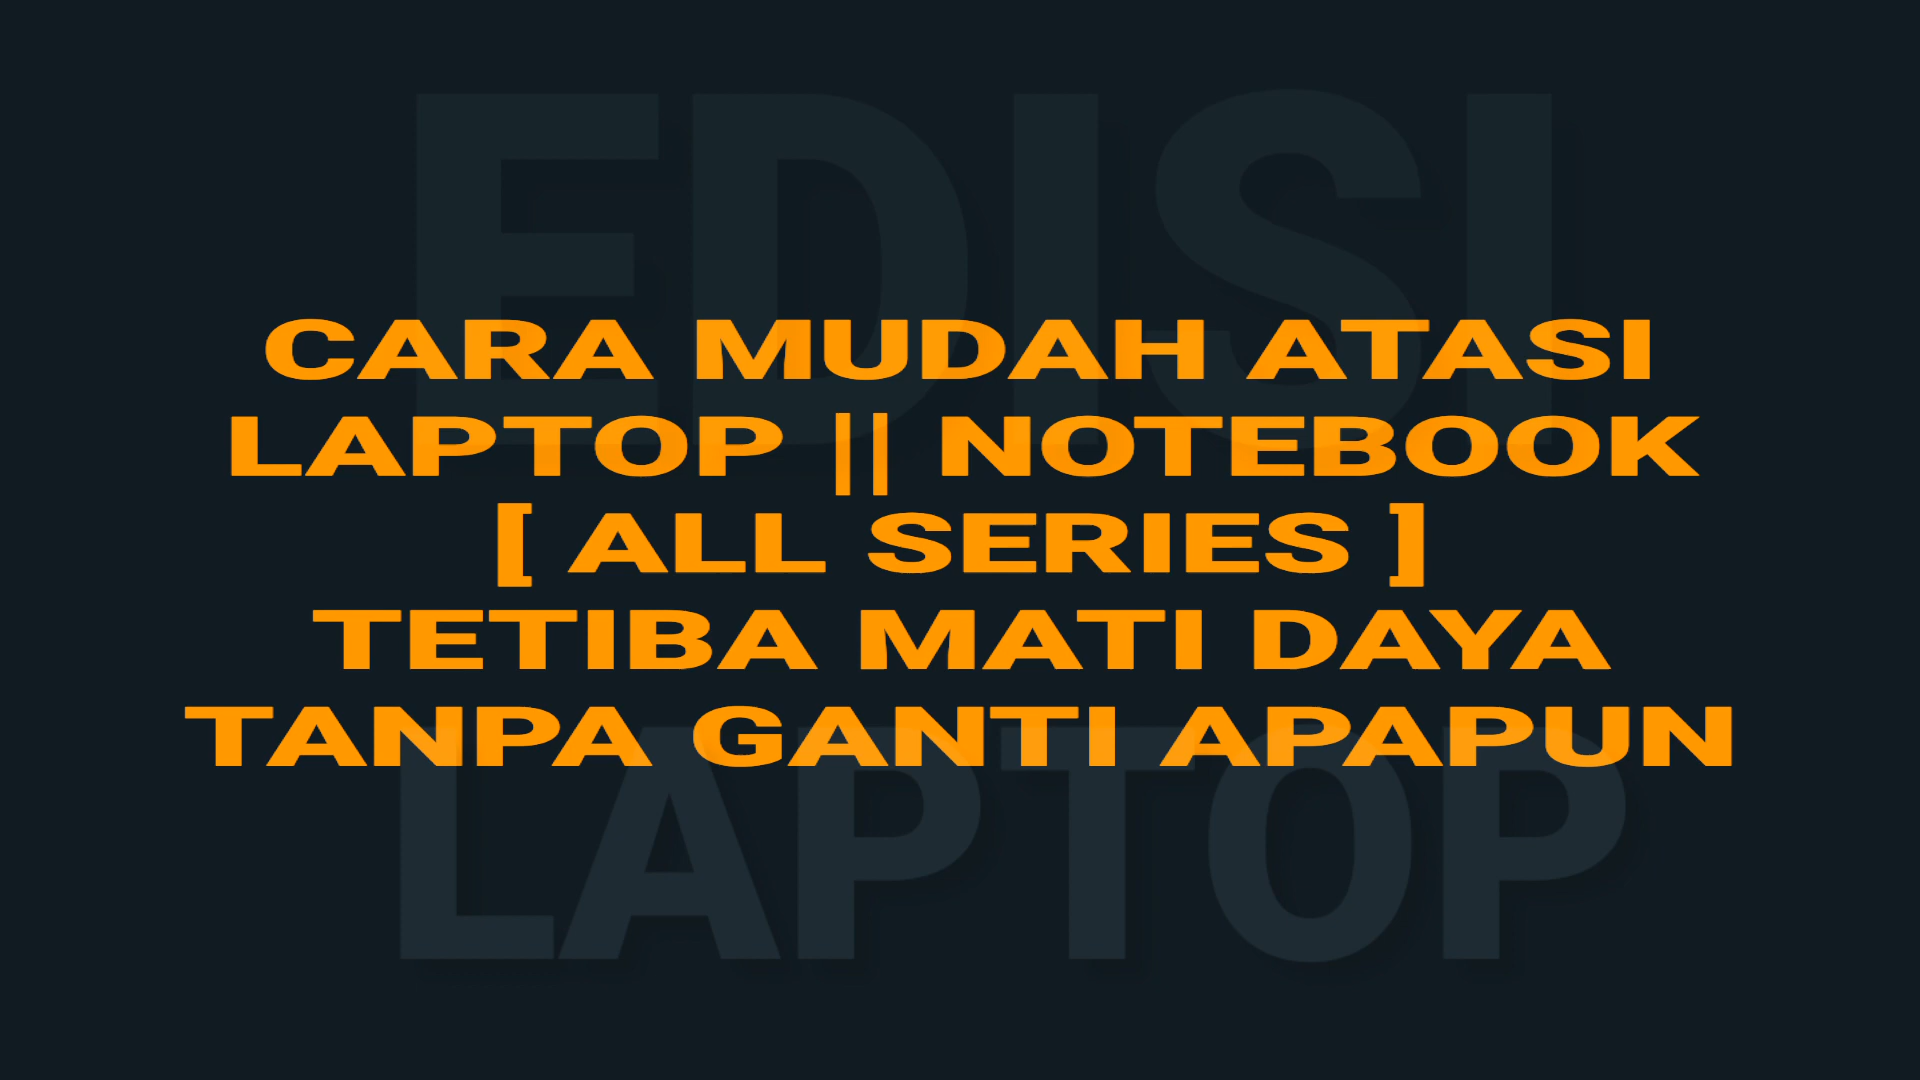 EDISI
CARA MUDAH ATASI
LAPTOP || NOTEBOOK
[ ALL SERIES ]
TETIBA MATI DAYA
TANPA GANTI APAPUN
LAPTOP